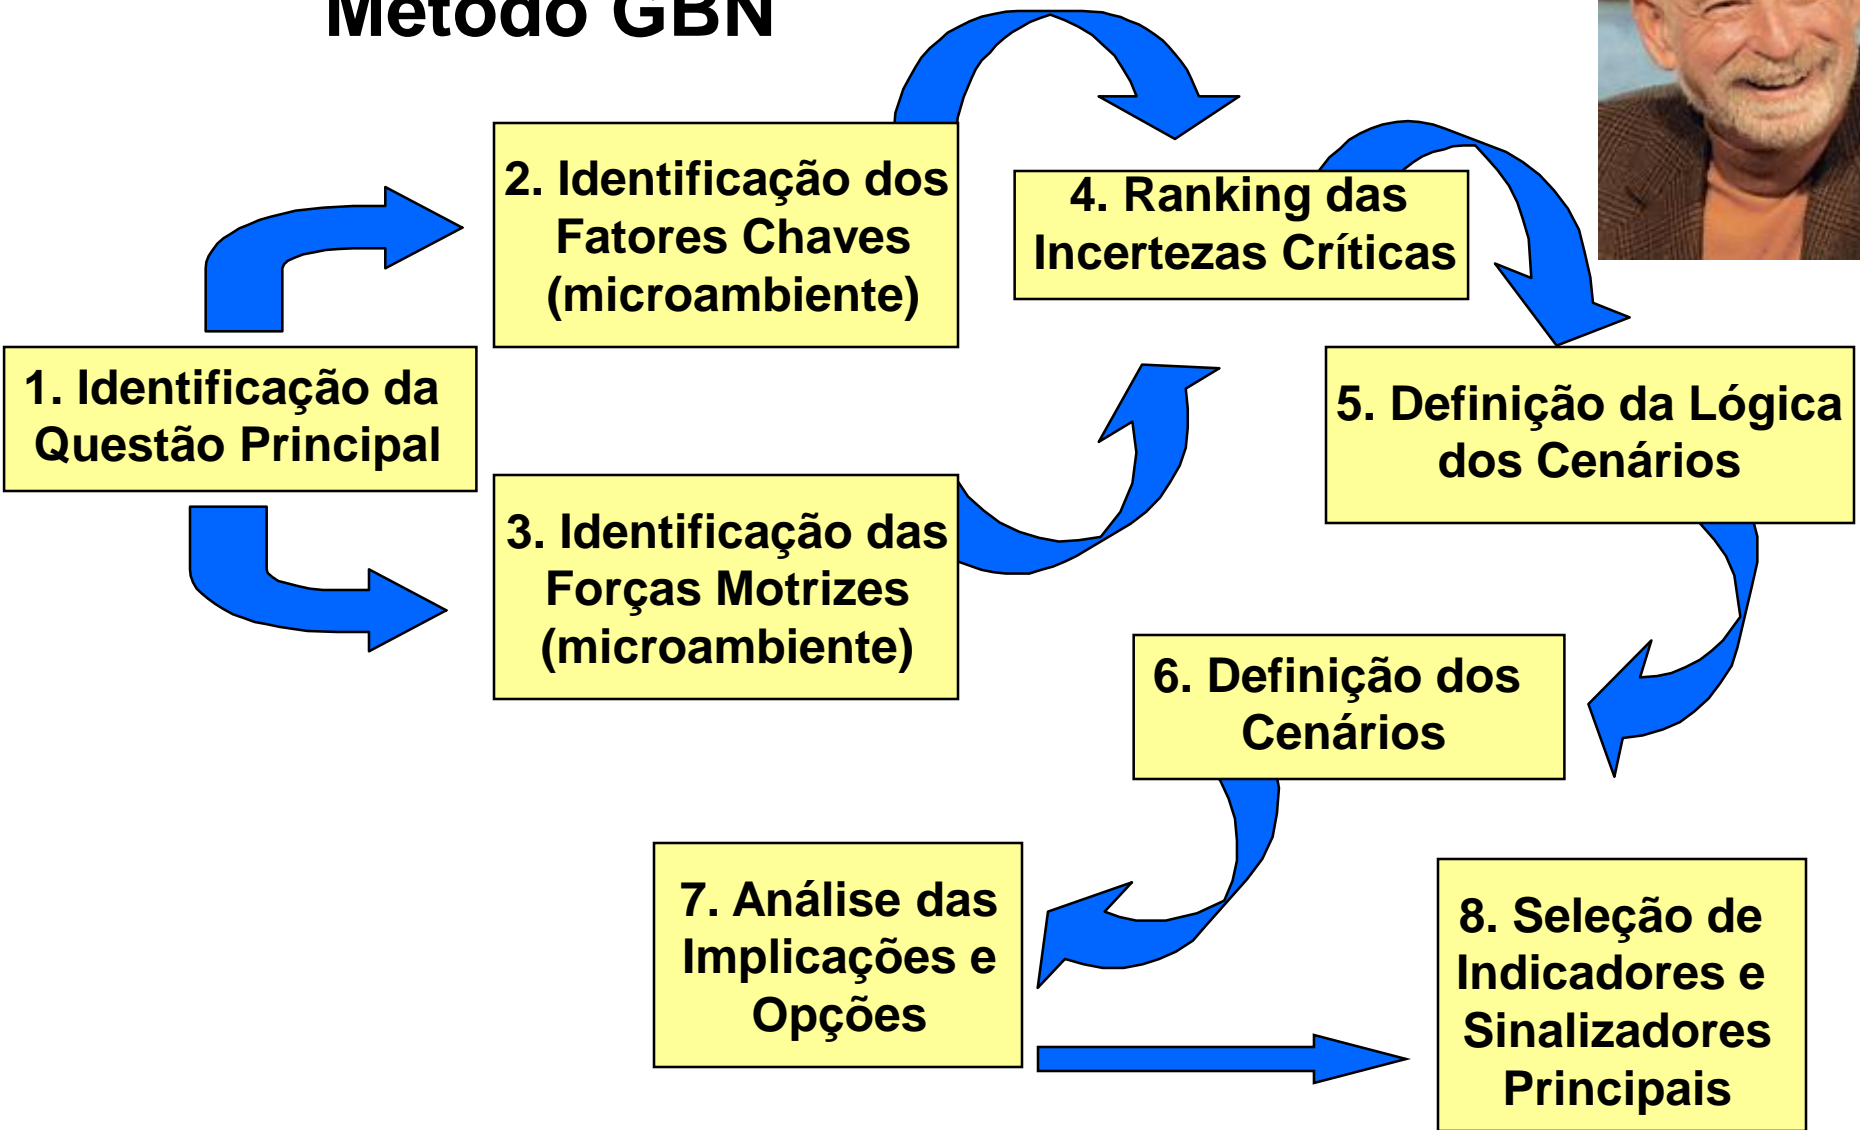 Método GBN
2. Identificação dos
Fatores Chaves
(microambiente)
4. Ranking das
Incertezas Críticas
1. Identificação da
Questão Principal
5. Definição da Lógica
dos Cenários
3. Identificação das
Forças Motrizes
(microambiente)
6. Definição dos
Cenários
7. Análise das
Implicações e
Opções
8. Seleção de
Indicadores e
Sinalizadores
Principais